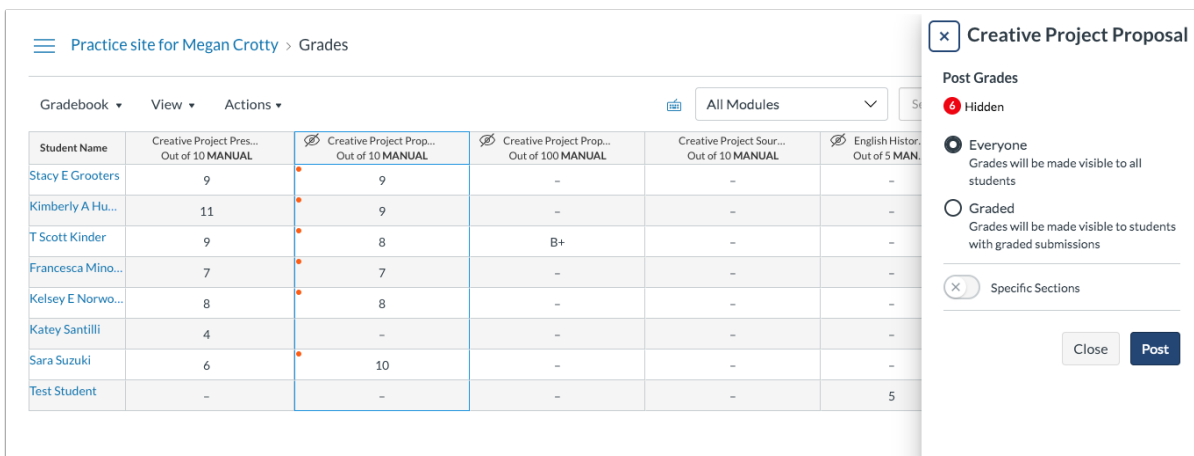 Practice site for Megan Crotty > Grades
Gradebook View Actions All Modules
Student Name Creative Project Pres... Creative Project Prop... Creative Project Prop... Creative Project Sour... English Histor.
Out of 10 MANUAL Out of 10 MANUAL Out of 100 MANUAL Out of 10 MANUAL Out of 5 MAN.
Stacy E Grooters 9 9 – – –
Kimberly A Hu... 11 9 – – –
T Scott Kinder 9 8 B+ – –
Francesca Mino... 7 7 – – –
Kelsey E Norwo... 8 8 – – –
Katey Santilli 4 – – – –
Sara Suzuki 6 10 – – –
Test Student – – – – 5
Creative Project Proposal
Post Grades
6 Hidden
Everyone
Grades will be made visible to all
students
Graded
Grades will be made visible to students
with graded submissions
Specific Sections
Close Post